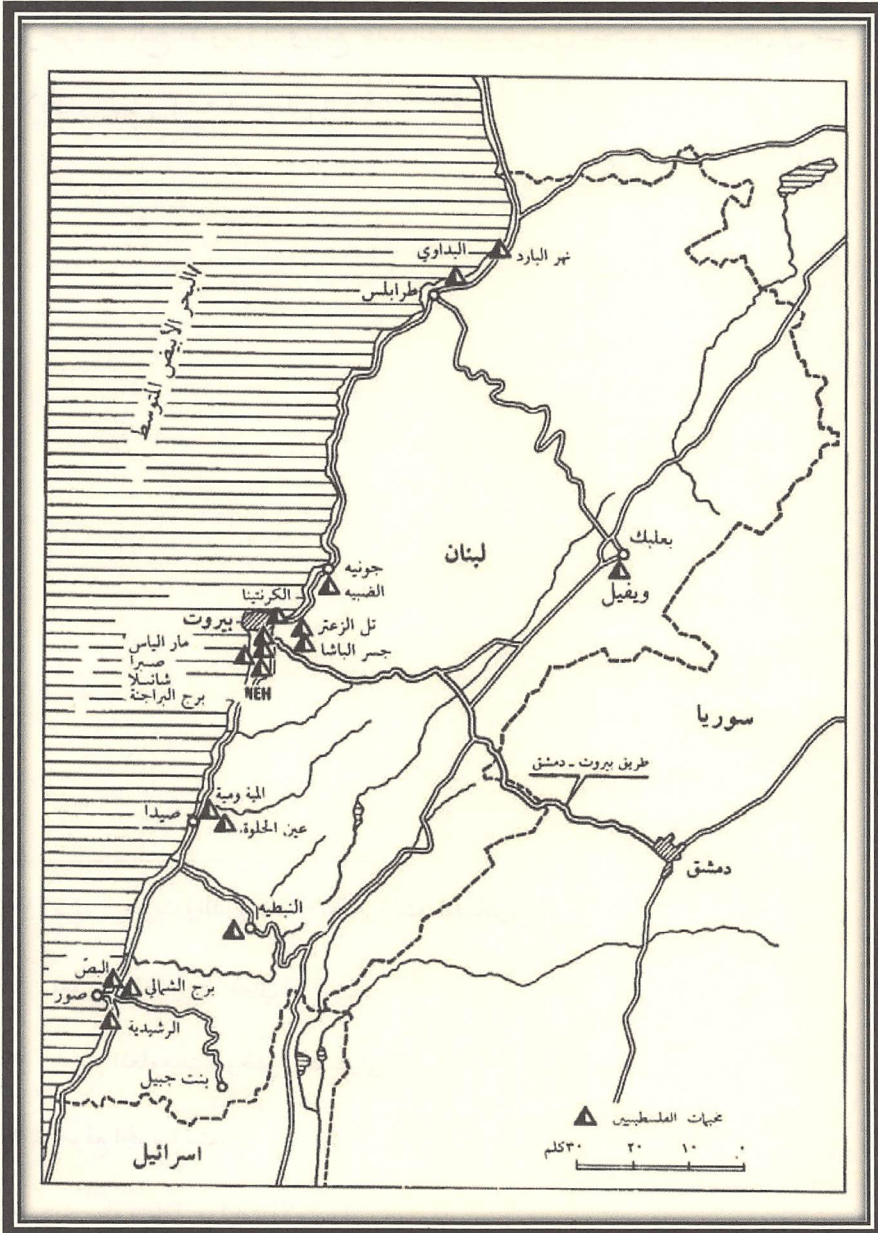 البحر الأبيض المتوسط
نهر البارد
البداوي
طرابلس
لبنان
بعلبك
ويفيل
جونيه
الضبيه
الكرنتينا
بيروت
تل الزعتر
جسر الباشا
مار الياس
صبرا
شاتيلا
برج البراجنة
NEH
سوريا
طريق بيروت - دمشق
دمشق
المية ومية
صيدا
عين الحلوة
النبطيه
البصّ
برج الشمالي
صور
الرشيدية
بنت جبيل
اسرائيل
مخيمات الفلسطينيين
٣٠كلم ٢٠ ١٠ ٠